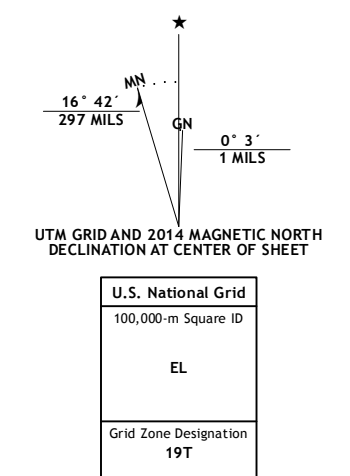 ★
MN
16° 42´
297 MILS
GN
0° 3´
1 MILS
UTM GRID AND 2014 MAGNETIC NORTH
DECLINATION AT CENTER OF SHEET
U.S. National Grid
100,000-m Square ID
EL
Grid Zone Designation
19T